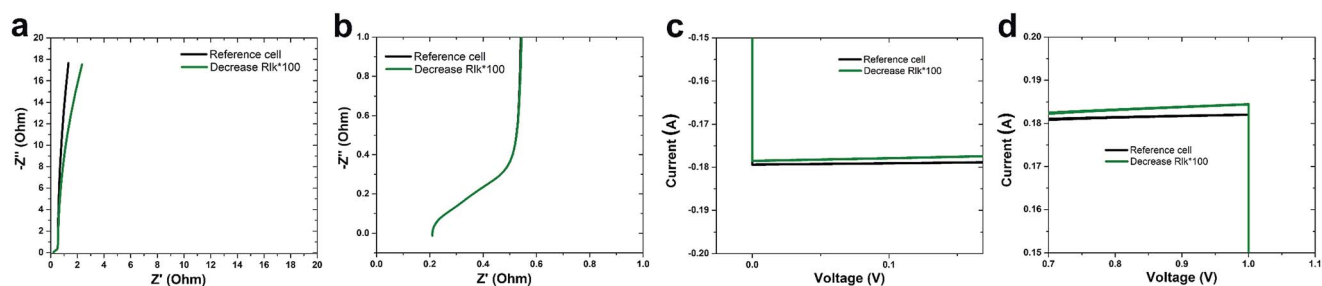 a
20
18
16
14
12
10
8
6
4
2
0
-Z'' (Ohm)
Reference cell
Decrease Rlk*100
0 2 4 6 8 10 12 14 16 18 20
Z' (Ohm)
b
1.0
0.8
0.6
0.4
0.2
0.0
-Z'' (Ohm)
Reference cell
Decrease Rlk*100
0.0 0.2 0.4 0.6 0.8 1.0
Z' (Ohm)
c
-0.15
-0.16
-0.17
-0.18
-0.19
-0.20
Current (A)
Reference cell
Decrease Rlk*100
0.0 0.1
Voltage (V)
d
0.20
0.19
0.18
0.17
0.16
0.15
Current (A)
Reference cell
Decrease Rlk*100
0.7 0.8 0.9 1.0 1.1
Voltage (V)